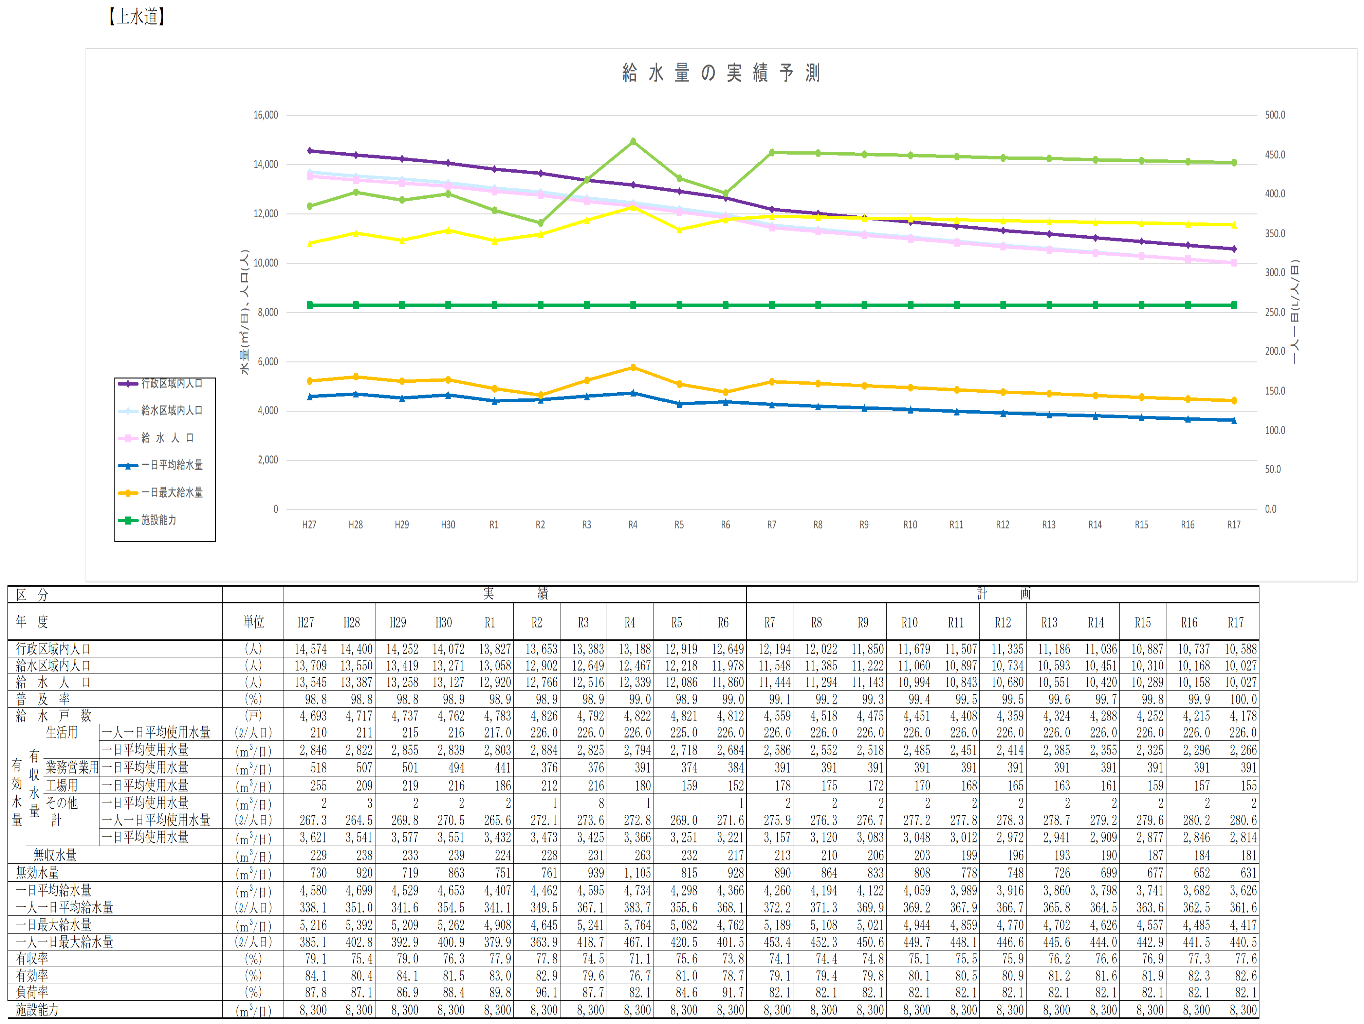 【上水道】
給水量の実績予測
16,000
14,000
12,000
10,000
8,000
6,000
4,000
2,000
0
水量(㎥/日)、人口(人)
500.0
450.0
400.0
350.0
300.0
250.0
200.0
150.0
100.0
50.0
0.0
一人一日(L/人/日)
H27 H28 H29 H30 R1 R2 R3 R4 R5 R6 R7 R8 R9 R10 R11 R12 R13 R14 R15 R16 R17
行政区域内人口
給水区域内人口
給水人口
一日平均給水量
一日最大給水量
施設能力
区分 実績 計画
年度 単位 H27 H28 H29 H30 R1 R2 R3 R4 R5 R6 R7 R8 R9 R10 R11 R12 R13 R14 R15 R16 R17
行政区域内人口 (人) 14,574 14,400 14,252 14,072 13,827 13,653 13,383 13,188 12,919 12,649 12,194 12,022 11,850 11,679 11,507 11,335 11,186 11,036 10,887 10,737 10,588
給水区域内人口 (人) 13,709 13,550 13,419 13,271 13,058 12,902 12,649 12,467 12,218 11,978 11,548 11,385 11,222 11,060 10,897 10,734 10,593 10,451 10,310 10,168 10,027
給水人口 (人) 13,545 13,387 13,258 13,127 12,920 12,766 12,516 12,339 12,086 11,860 11,444 11,294 11,143 10,994 10,843 10,680 10,551 10,420 10,289 10,158 10,027
普及率 (%) 98.8 98.8 98.8 98.9 98.9 98.9 98.9 99.0 98.9 99.0 99.1 99.2 99.3 99.4 99.5 99.5 99.6 99.7 99.8 99.9 100.0
給水戸数 (戸) 4,693 4,717 4,737 4,762 4,783 4,826 4,792 4,822 4,821 4,812 4,559 4,518 4,475 4,451 4,408 4,359 4,324 4,288 4,252 4,215 4,178
有効水量 有収水量 生活用 一人一日平均使用水量 (ℓ/人日) 210 211 215 216 217.0 226.0 226.0 226.0 225.0 226.0 226.0 226.0 226.0 226.0 226.0 226.0 226.0 226.0 226.0 226.0 226.0
一日平均使用水量 (m³/日) 2,846 2,822 2,855 2,839 2,803 2,884 2,825 2,794 2,718 2,684 2,586 2,552 2,518 2,485 2,451 2,414 2,385 2,355 2,325 2,296 2,266
業務営業用 一日平均使用水量 (m³/日) 518 507 501 494 441 376 376 391 374 384 391 391 391 391 391 391 391 391 391 391 391
工場用 一日平均使用水量 (m³/日) 255 209 219 216 186 212 216 180 159 152 178 175 172 170 168 165 163 161 159 157 155
その他 一日平均使用水量 (m³/日) 2 3 2 2 2 1 8 1 1 2 2 2 2 2 2 2 2 2 2 2
計 一人一日平均使用水量 (ℓ/人日) 267.3 264.5 269.8 270.5 265.6 272.1 273.6 272.8 269.0 271.6 275.9 276.3 276.7 277.2 277.8 278.3 278.7 279.2 279.6 280.2 280.6
一日平均使用水量 (m³/日) 3,621 3,541 3,577 3,551 3,432 3,473 3,425 3,366 3,251 3,221 3,157 3,120 3,083 3,048 3,012 2,972 2,941 2,909 2,877 2,846 2,814
無収水量 (m³/日) 229 238 233 239 224 228 231 263 232 217 213 210 206 203 199 196 193 190 187 184 181
無効水量 (m³/日) 730 920 719 863 751 761 939 1,105 815 928 890 864 833 808 778 748 726 699 677 652 631
一日平均給水量 (m³/日) 4,580 4,699 4,529 4,653 4,407 4,462 4,595 4,734 4,298 4,366 4,260 4,194 4,122 4,059 3,989 3,916 3,860 3,798 3,741 3,682 3,626
一人一日平均給水量 (ℓ/人日) 338.1 351.0 341.6 354.5 341.1 349.5 367.1 383.7 355.6 368.1 372.2 371.3 369.9 369.2 367.9 366.7 365.8 364.5 363.6 362.5 361.6
一日最大給水量 (m³/日) 5,216 5,392 5,209 5,262 4,908 4,645 5,241 5,764 5,082 4,762 5,189 5,108 5,021 4,944 4,859 4,770 4,702 4,626 4,557 4,485 4,417
一人一日最大給水量 (ℓ/人日) 385.1 402.8 392.9 400.9 379.9 363.9 418.7 467.1 420.5 401.5 453.4 452.3 450.6 449.7 448.1 446.6 445.6 444.0 442.9 441.5 440.5
有収率 (%) 79.1 75.4 79.0 76.3 77.9 77.8 74.5 71.1 75.6 73.8 74.1 74.4 74.8 75.1 75.5 75.9 76.2 76.6 76.9 77.3 77.6
有効率 (%) 84.1 80.4 84.1 81.5 83.0 82.9 79.6 76.7 81.0 78.7 79.1 79.4 79.8 80.1 80.5 80.9 81.2 81.6 81.9 82.3 82.6
負荷率 (%) 87.8 87.1 86.9 88.4 89.8 96.1 87.7 82.1 84.6 91.7 82.1 82.1 82.1 82.1 82.1 82.1 82.1 82.1 82.1 82.1 82.1
施設能力 (m³/日) 8,300 8,300 8,300 8,300 8,300 8,300 8,300 8,300 8,300 8,300 8,300 8,300 8,300 8,300 8,300 8,300 8,300 8,300 8,300 8,300 8,300